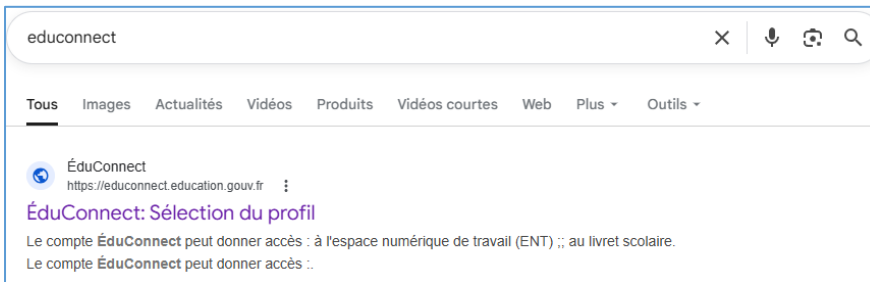 educonnect
Tous Images Actualités Vidéos Produits Vidéos courtes Web Plus Outils
ÉduConnect
https://educonnect.education.gouv.fr
ÉduConnect: Sélection du profil
Le compte ÉduConnect peut donner accès : à l'espace numérique de travail (ENT) ;; au livret scolaire.
Le compte ÉduConnect peut donner accès :.